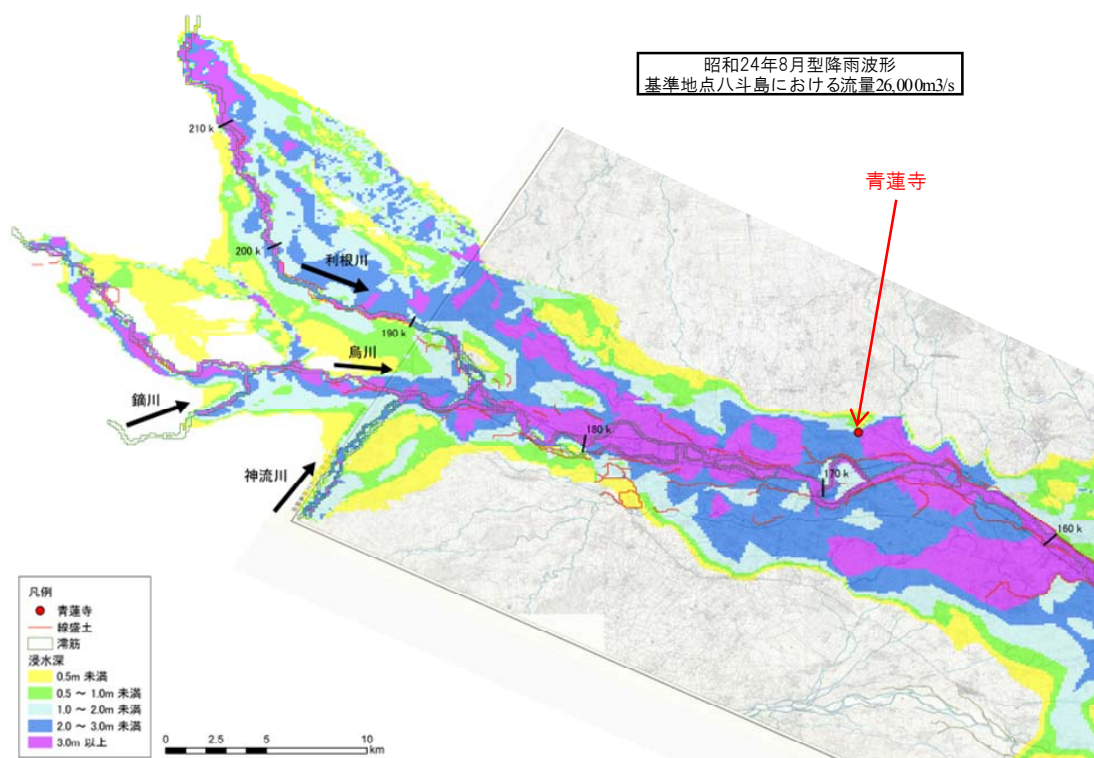 昭和24年8月型降雨波形
基準地点八斗島における流量26,000m3/s
青蓮寺
210 k
200 k
利根川
190 k
烏川
鏑川
神流川
180 k
170 k
160 k
凡例
青蓮寺
線盛土
澪筋
浸水深
0.5m 未満
0.5 ～ 1.0m 未満
1.0 ～ 2.0m 未満
2.0 ～ 3.0m 未満
3.0m 以上
0 2.5 5 10
km